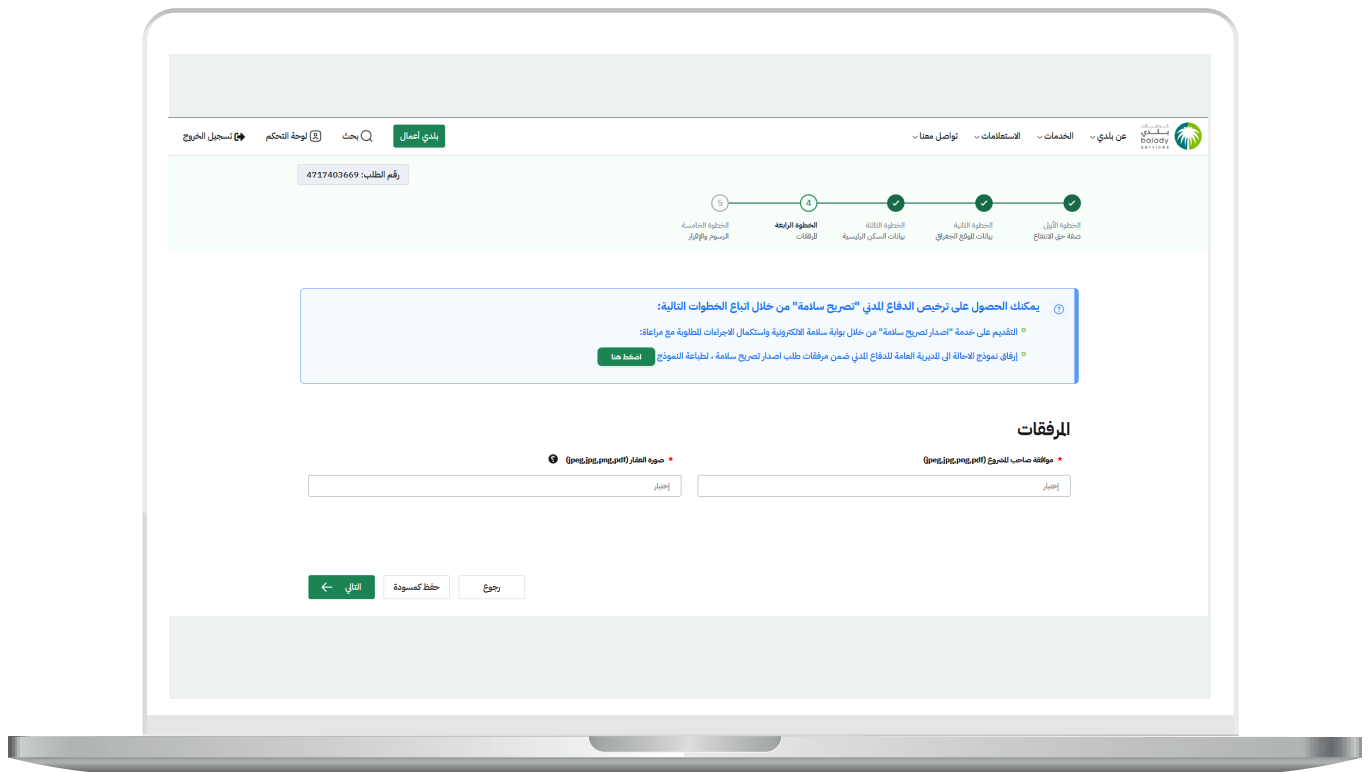 خدمات
بلدي
balady
services
عن بلدي
الخدمات
الاستعلامات
تواصل معنا
بلدي أعمال
بحث
لوحة التحكم
تسجيل الخروج
رقم الطلب: 4717403669
4
5
الخطوة الأولى
صفة حق الانتفاع
الخطوة الثانية
بيانات الموقع الجغرافي
الخطوة الثالثة
بيانات السكن الرئيسية
الخطوة الرابعة
المرفقات
الخطوة الخامسة
الرسوم والإقرار
يمكنك الحصول على ترخيص الدفاع المدني "تصريح سلامة" من خلال اتباع الخطوات التالية:
التقديم على خدمة "اصدار تصريح سلامة" من خلال بوابة سلامة الالكترونية واستكمال الاجراءات المطلوبة مع مراعاة:
إرفاق نموذج الاحالة الى المديرية العامة للدفاع المدني ضمن مرفقات طلب اصدار تصريح سلامة ، لطباعة النموذج اضغط هنا
المرفقات
* موافقة صاحب المشروع (jpeg,jpg,png,pdf)
إختيار
* صورة العقار (jpeg,jpg,png,pdf)
إختيار
رجوع
حفظ كمسودة
التالي